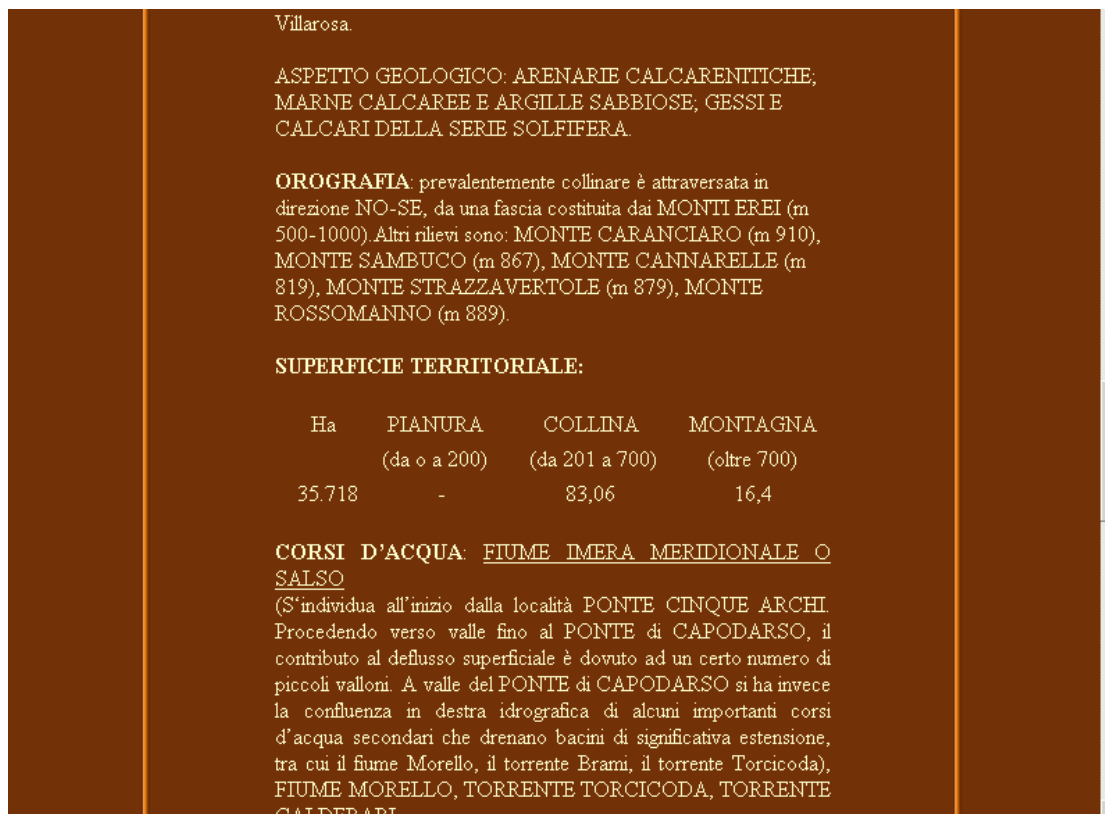 Villarosa.
ASPETTO GEOLOGICO: ARENARIE CALCARENITICHE;
MARNE CALCAREE E ARGILLE SABBIOSE; GESSI E
CALCARI DELLA SERIE SOLFIFERA.
OROGRAFIA: prevalentemente collinare è attraversata in
direzione NO-SE, da una fascia costituita dai MONTI EREI (m
500-1000).Altri rilievi sono: MONTE CARANCIARO (m 910),
MONTE SAMBUCO (m 867), MONTE CANNARELLE (m
819), MONTE STRAZZAVERTOLE (m 879), MONTE
ROSSOMANNO (m 889).
SUPERFICIE TERRITORIALE:
Ha PIANURA COLLINA MONTAGNA
(da o a 200) (da 201 a 700) (oltre 700)
35.718 - 83,06 16,4
CORSI D'ACQUA: FIUME IMERA MERIDIONALE O
SALSO
(S‘individua all'inizio dalla località PONTE CINQUE ARCHI.
Procedendo verso valle fino al PONTE di CAPODARSO, il
contributo al deflusso superficiale è dovuto ad un certo numero di
piccoli valloni. A valle del PONTE di CAPODARSO si ha invece
la confluenza in destra idrografica di alcuni importanti corsi
d'acqua secondari che drenano bacini di significativa estensione,
tra cui il fiume Morello, il torrente Brami, il torrente Torcicoda),
FIUME MORELLO, TORRENTE TORCICODA, TORRENTE